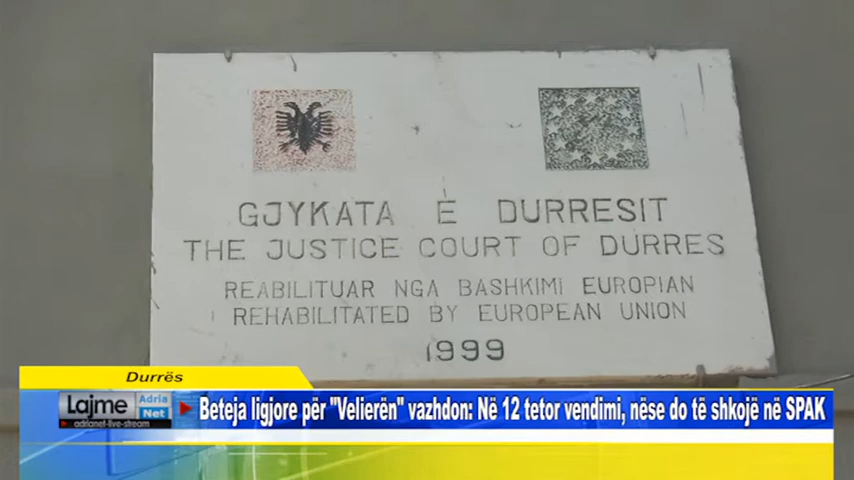 GJYKATA E DURRESIT
THE JUSTICE COURT OF DURRES
REABILITUAR NGA BASHKIMI EUROPIAN
REHABILITATED BY EUROPEAN UNION
1999
Durrës
Lajme
Adria
Net
adrianet-live-stream
Beteja ligjore për "Velierën" vazhdon: Në 12 tetor vendimi, nëse do të shkojë në SPAK